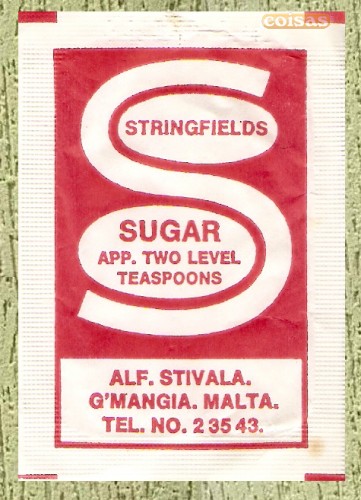 coisas
STRINGFIELDS
SUGAR
APP. TWO LEVEL
TEASPOONS
ALF. STIVALA.
G'MANGIA. MALTA.
TEL. NO. 2 35 43.